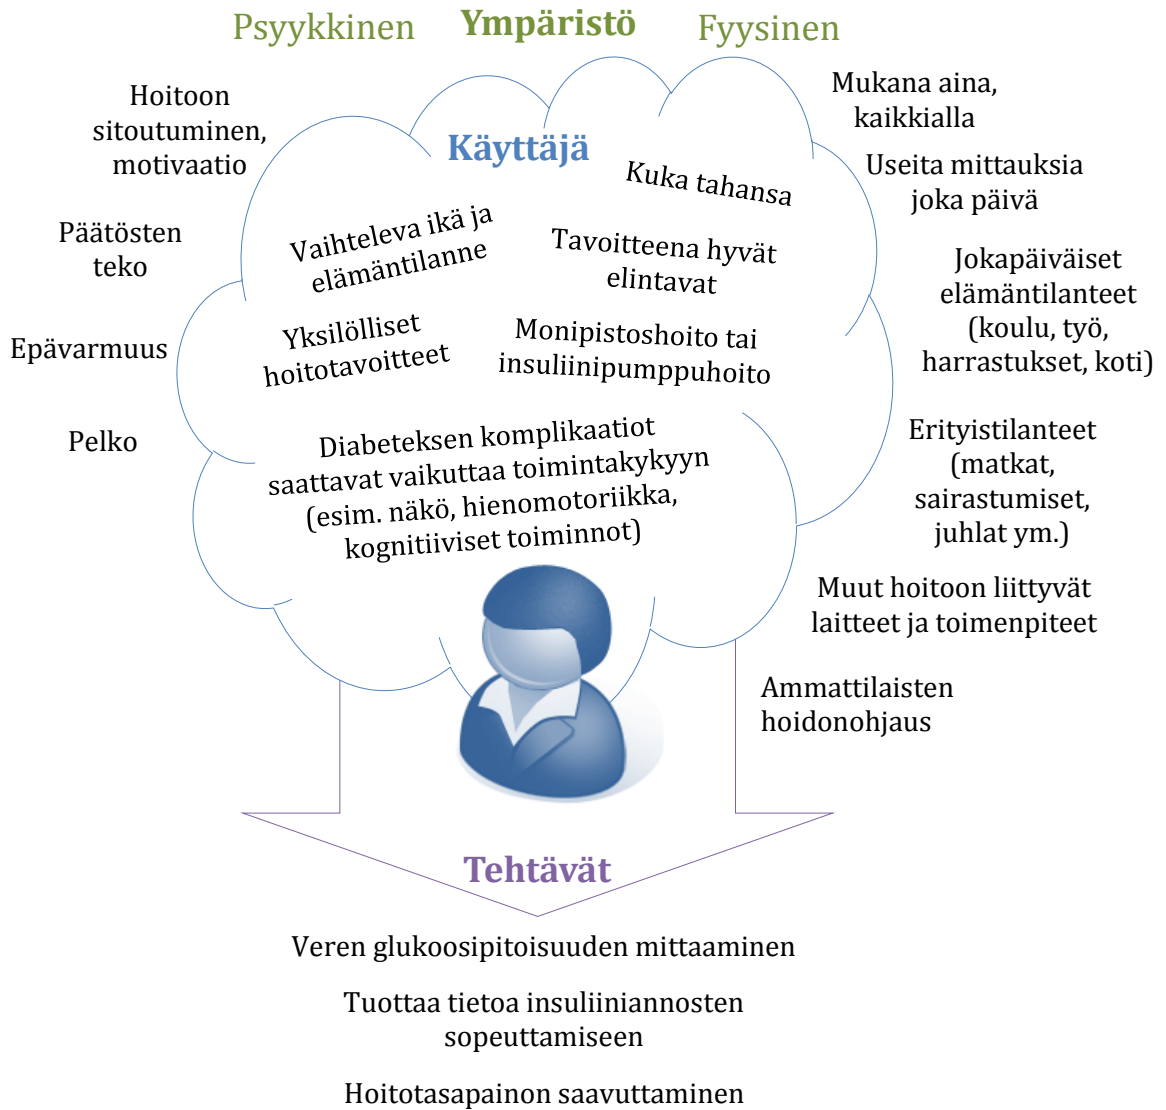 Psyykkinen
Ympäristö
Fyysinen
Hoitoon
sitoutuminen,
motivaatio
Päätösten
teko
Epävarmuus
Pelko
Käyttäjä
Kuka tahansa
Vaihteleva ikä ja
elämäntilanne
Tavoitteena hyvät
elintavat
Yksilölliset
hoitotavoitteet
Monipistoshoito tai
insuliinipumppuhoito
Diabeteksen komplikaatiot
saattavat vaikuttaa toimintakykyyn
(esim. näkö, hienomotoriikka,
kognitiiviset toiminnot)
Mukana aina,
kaikkialla
Useita mittauksia
joka päivä
Jokapäiväiset
elämäntilanteet
(koulu, työ,
harrastukset, koti)
Erityistilanteet
(matkat,
sairastumiset,
juhlat ym.)
Muut hoitoon liittyvät
laitteet ja toimenpiteet
Ammattilaisten
hoidonohjaus
Tehtävät
Veren glukoosipitoisuuden mittaaminen
Tuottaa tietoa insuliiniannosten
sopeuttamiseen
Hoitotasapainon saavuttaminen